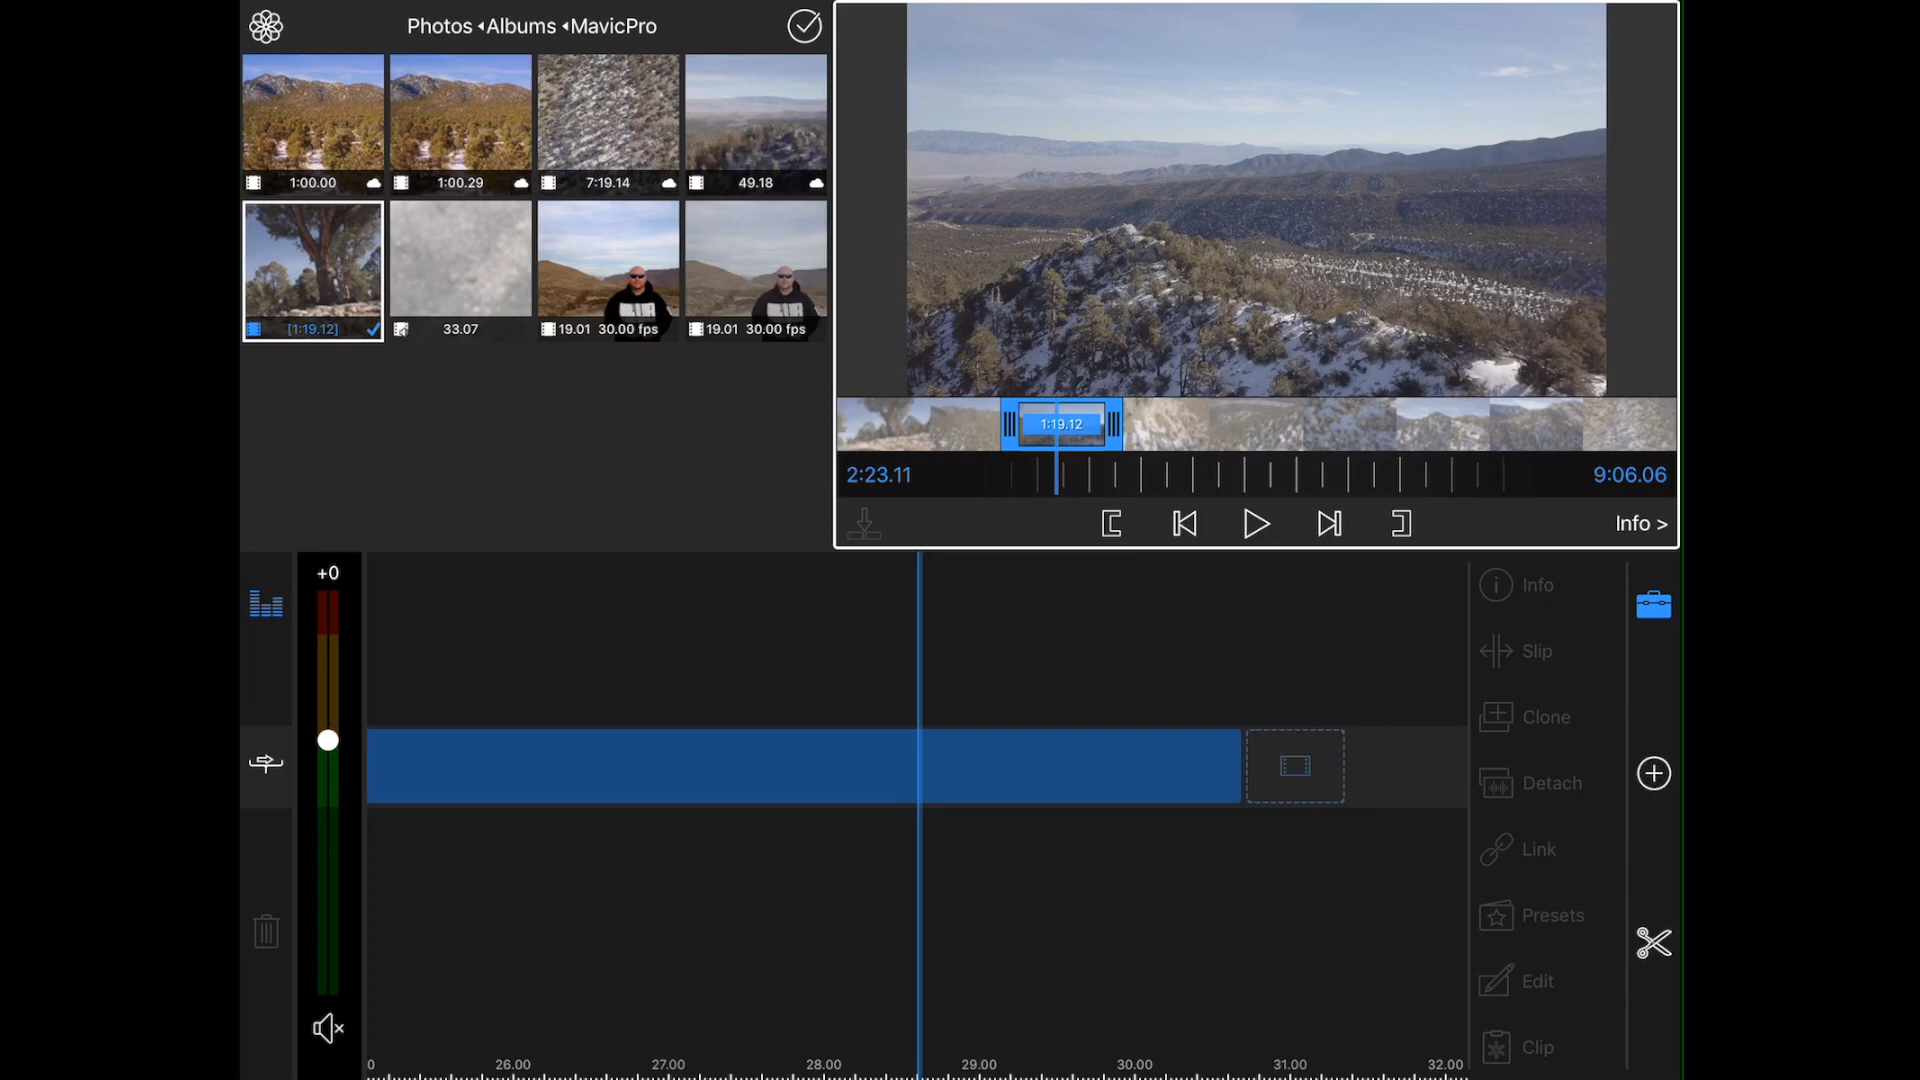 Photos ◂Albums ◂MavicPro
1:00.00
1:00.29
7:19.14
49.18
[1:19.12]
33.07
19.01 30.00 fps
19.01 30.00 fps
1:19.12
2:23.11
9:06.06
Info >
+0
Info
Slip
Clone
Detach
Link
Presets
Edit
Clip
0 26.00 27.00 28.00 29.00 30.00 31.00 32.00